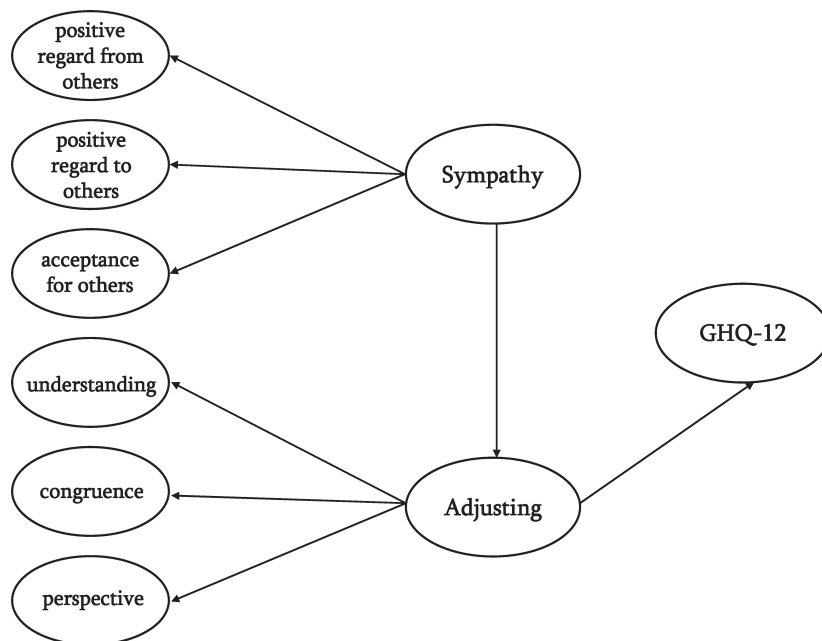 positive
regard from
others
positive
regard to
others
acceptance
for others
understanding
congruence
perspective
Sympathy
Adjusting
GHQ-12